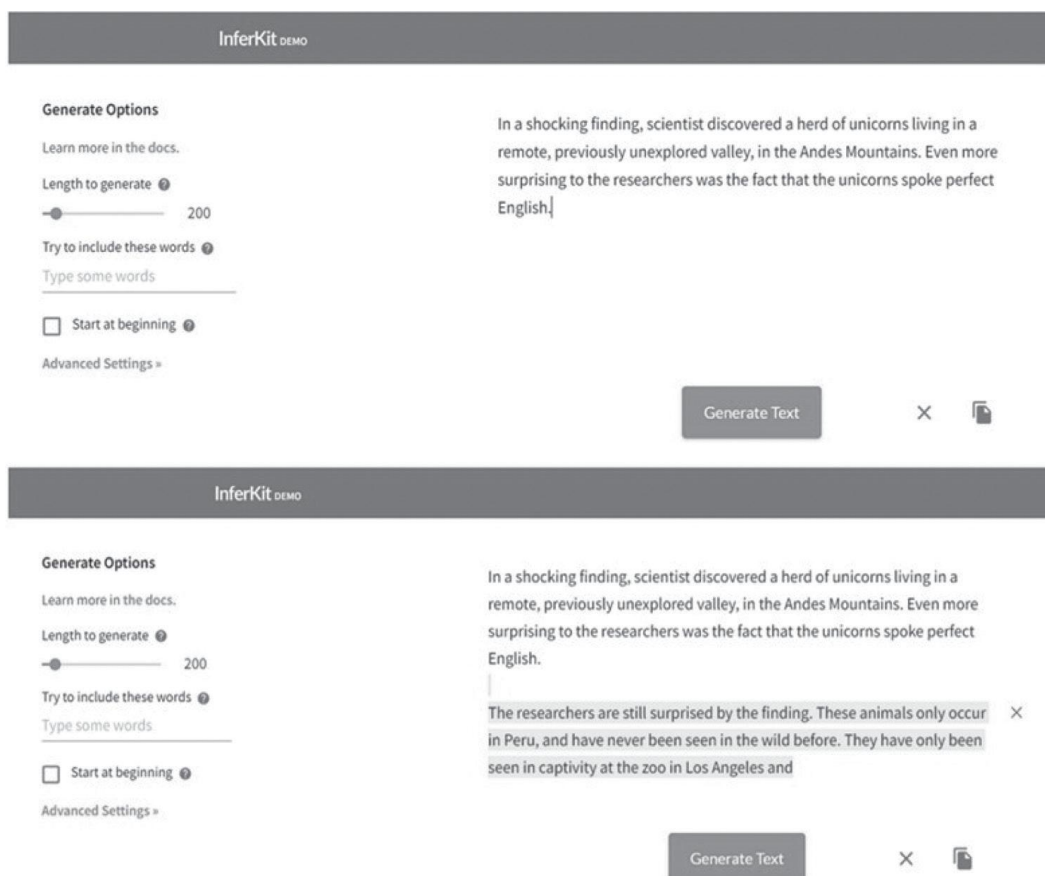 InferKit DEMO
Generate Options
Learn more in the docs.
Length to generate ?
200
Try to include these words ?
Type some words
Start at beginning ?
Advanced Settings »
In a shocking finding, scientist discovered a herd of unicorns living in a
remote, previously unexplored valley, in the Andes Mountains. Even more
surprising to the researchers was the fact that the unicorns spoke perfect
English.
Generate Text
InferKit DEMO
Generate Options
Learn more in the docs.
Length to generate ?
200
Try to include these words ?
Type some words
Start at beginning ?
Advanced Settings »
In a shocking finding, scientist discovered a herd of unicorns living in a
remote, previously unexplored valley, in the Andes Mountains. Even more
surprising to the researchers was the fact that the unicorns spoke perfect
English.
The researchers are still surprised by the finding. These animals only occur
in Peru, and have never been seen in the wild before. They have only been
seen in captivity at the zoo in Los Angeles and
Generate Text